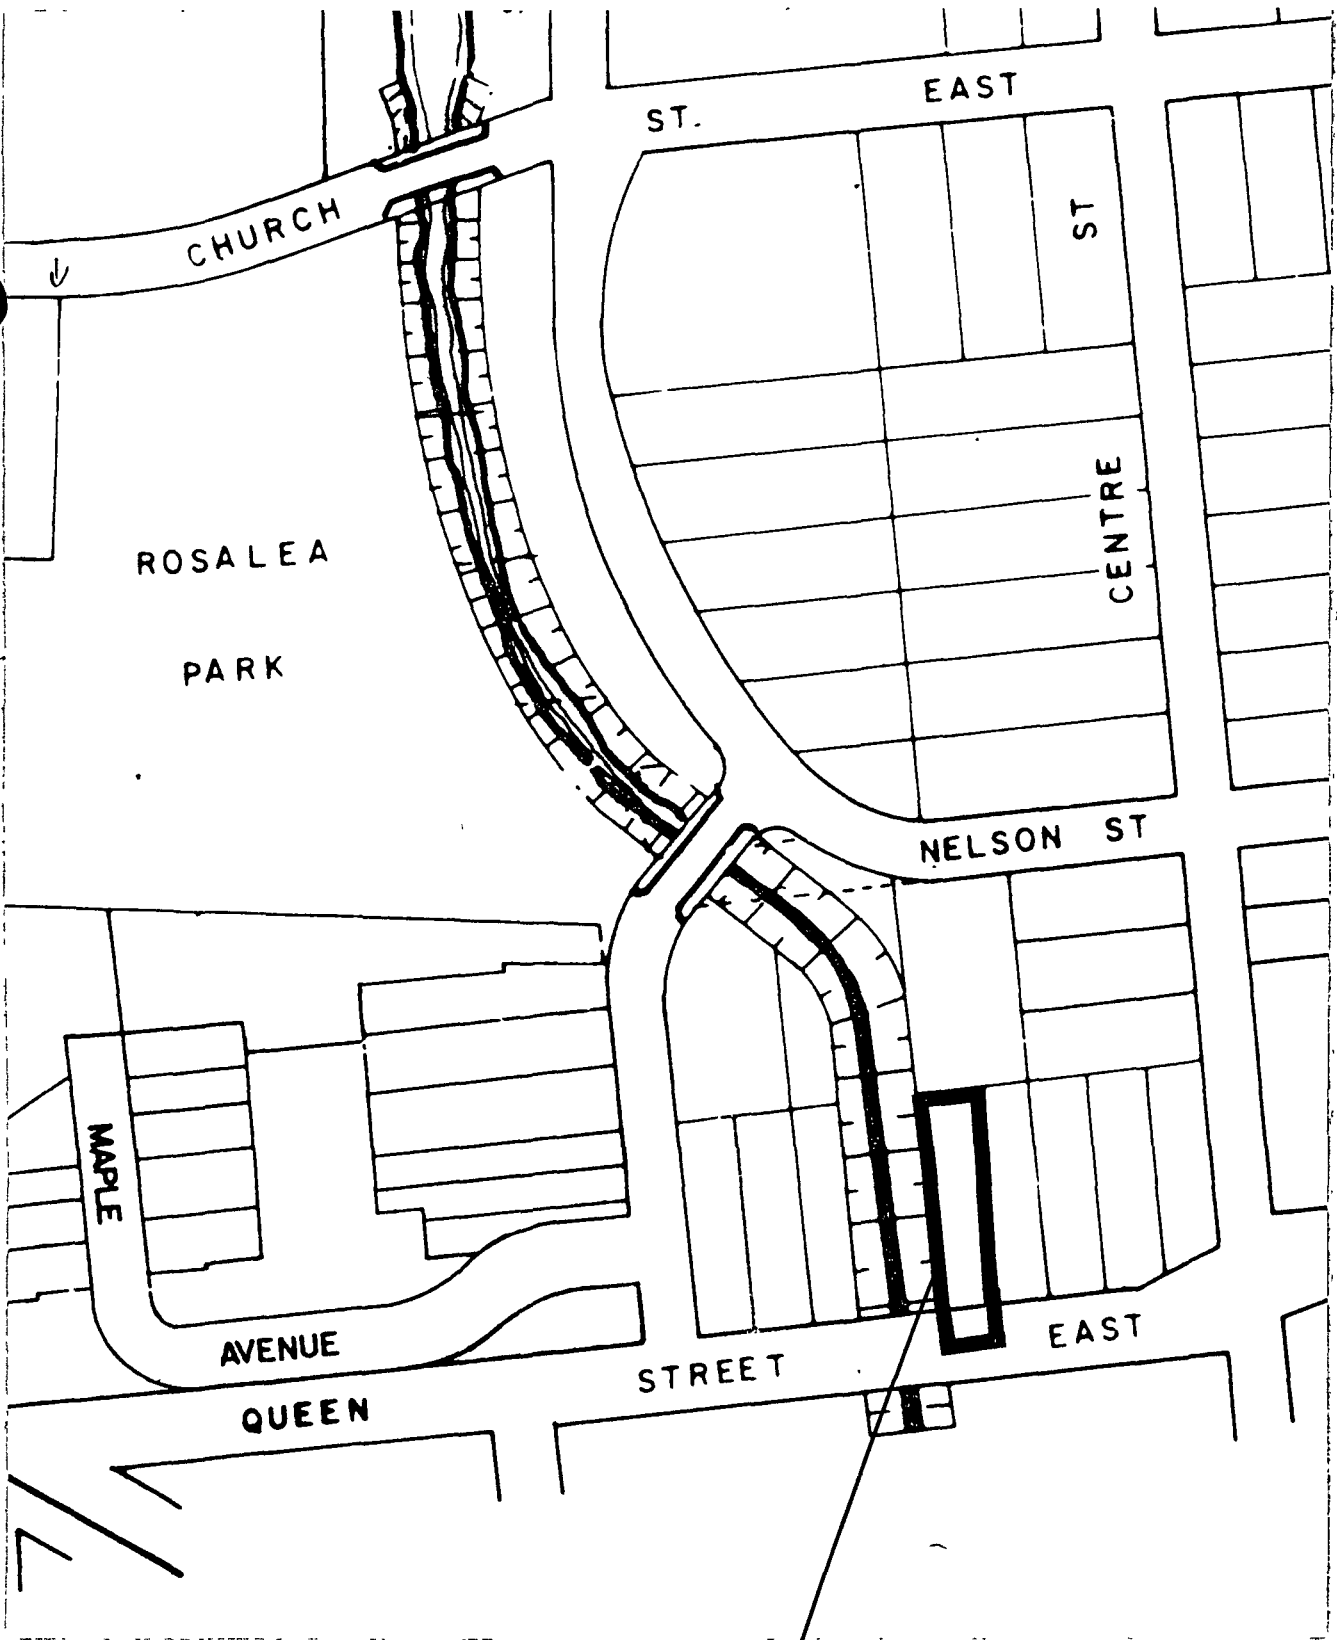 EAST
ST.
CHURCH
ST
CENTRE
ROSALEA
PARK
NELSON ST
MAPLE
AVENUE
EAST
STREET
QUEEN